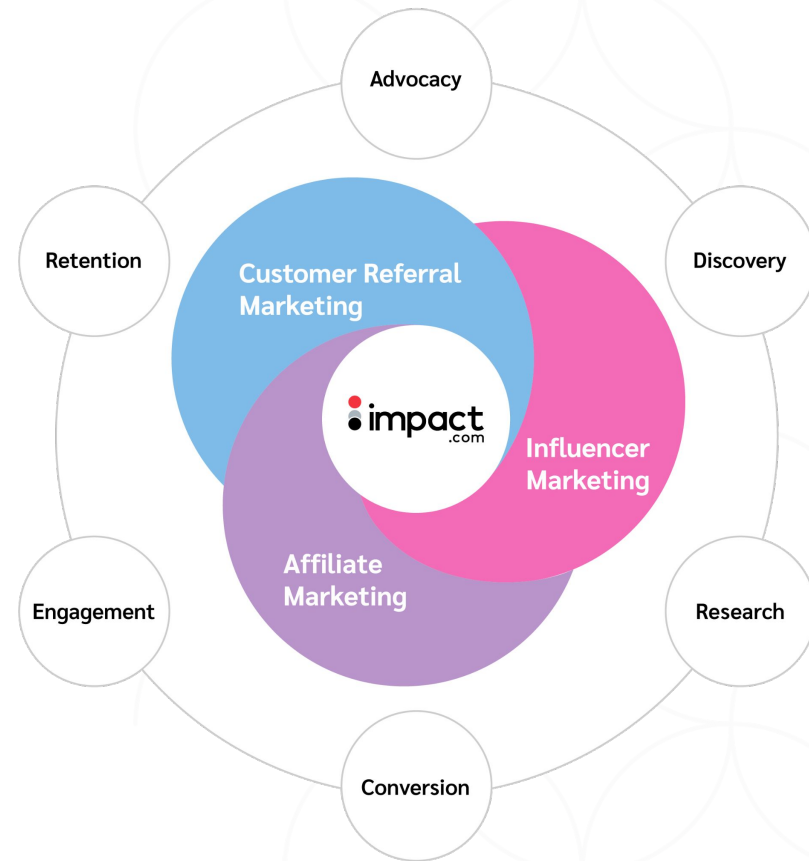 Advocacy
Retention
Discovery
Customer Referral
Marketing
impact
.com
Influencer
Marketing
Affiliate
Marketing
Engagement
Research
Conversion